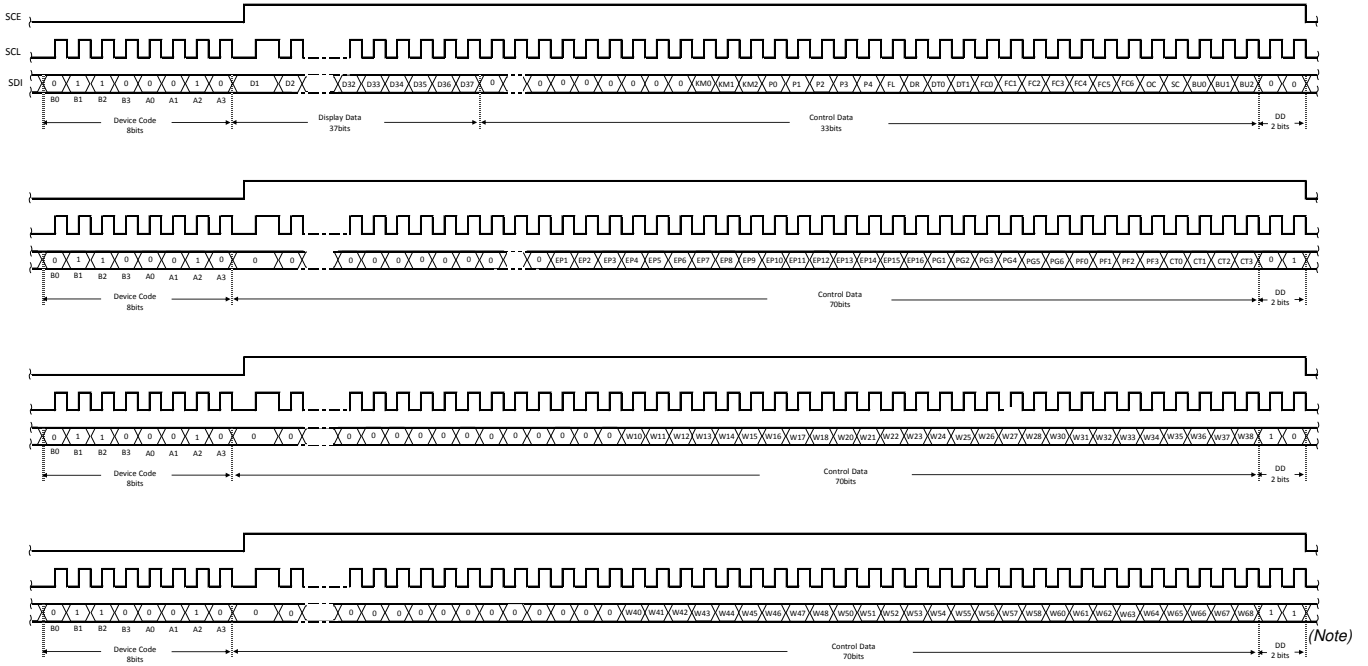 SCE
SCL
SDI 0 1 1 0 0 0 1 0 D1 D2 D32 D33 D34 D35 D36 D37 0 0 0 0 0 0 0 0 KM0 KM1 KM2 P0 P1 P2 P3 P4 FL DR DT0 DT1 FC0 FC1 FC2 FC3 FC4 FC5 FC6 OC SC BU0 BU1 BU2 0 0
B0 B1 B2 B3 A0 A1 A2 A3
Device Code Display Data Control Data DD
8bits 37bits 33bits 2 bits
0 1 1 0 0 0 1 0 0 0 0 0 0 0 0 0 0 0 EP1 EP2 EP3 EP4 EP5 EP6 EP7 EP8 EP9 EP10 EP11 EP12 EP13 EP14 EP15 EP16 PG1 PG2 PG3 PG4 PG5 PG6 PF0 PF1 PF2 PF3 CT0 CT1 CT2 CT3 0 1
B0 B1 B2 B3 A0 A1 A2 A3
Device Code Control Data DD
8bits 70bits 2 bits
0 1 1 0 0 0 1 0 0 0 0 0 0 0 0 0 0 0 0 0 0 0 W10 W11 W12 W13 W14 W15 W16 W17 W18 W20 W21 W22 W23 W24 W25 W26 W27 W28 W30 W31 W32 W33 W34 W35 W36 W37 W38 1 0
B0 B1 B2 B3 A0 A1 A2 A3
Device Code Control Data DD
8bits 70bits 2 bits
0 1 1 0 0 0 1 0 0 0 0 0 0 0 0 0 0 0 0 0 0 0 W40 W41 W42 W43 W44 W45 W46 W47 W48 W50 W51 W52 W53 W54 W55 W56 W57 W58 W60 W61 W62 W63 W64 W65 W66 W67 W68 1 1
(Note)
B0 B1 B2 B3 A0 A1 A2 A3
Device Code Control Data DD
8bits 70bits 2 bits